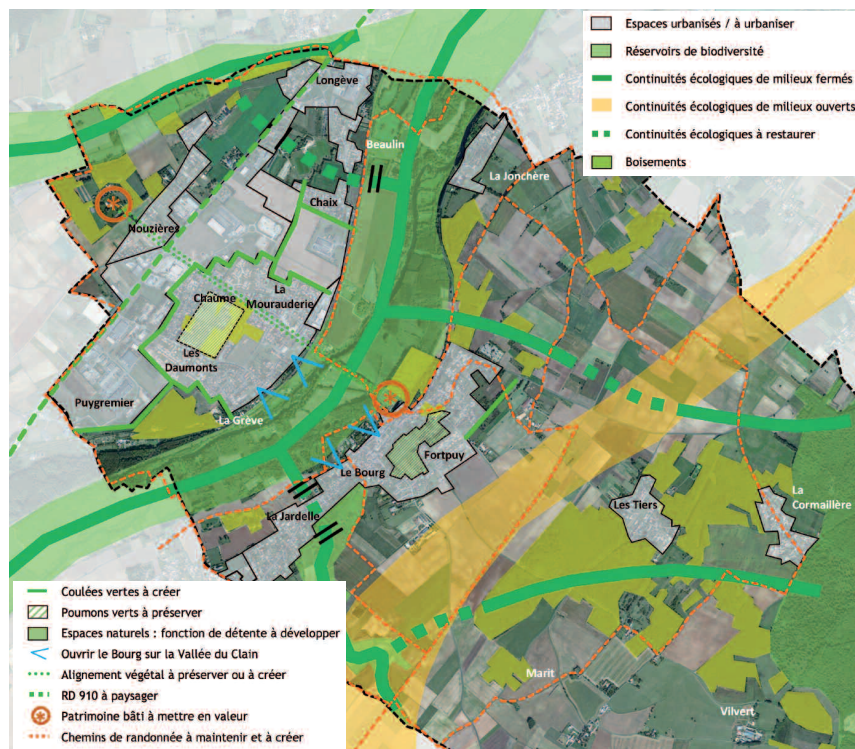 Espaces urbanisés / à urbaniser
Réservoirs de biodiversité
Continuités écologiques de milieux fermés
Continuités écologiques de milieux ouverts
Continuités écologiques à restaurer
Boisements
Longève
Beaulin
La Jonchère
Chaix
Nouzières
La
Mourauderie
Chaume
Les
Daumonts
Puygremier
La Grève
Le Bourg
Fortpuy
La Jardelle
Les Tiers
La
Cormaillère
Marit
Vilvert
Coulées vertes à créer
Poumons verts à préserver
Espaces naturels : fonction de détente à développer
Ouvrir le Bourg sur la Vallée du Clain
Alignement végétal à préserver ou à créer
RD 910 à paysager
Patrimoine bâti à mettre en valeur
Chemins de randonnée à maintenir et à créer